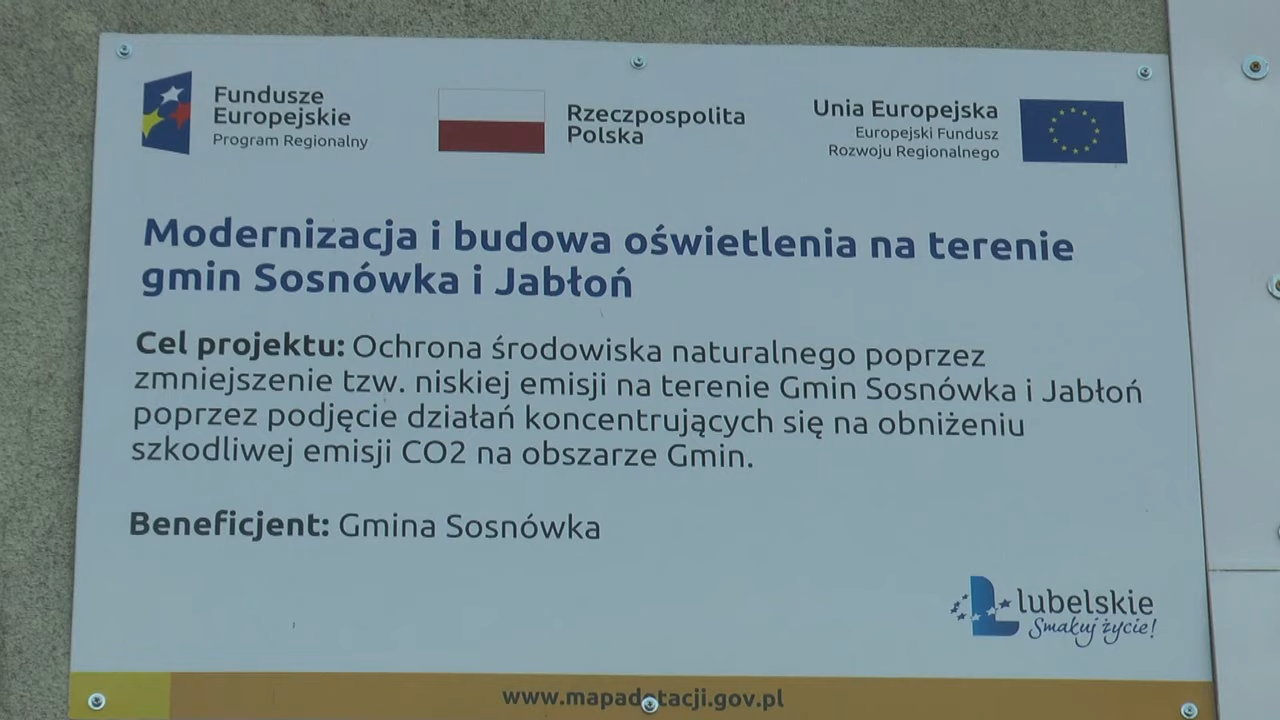 Fundusze
Europejskie
Program Regionalny
Rzeczpospolita
Polska
Unia Europejska
Europejski Fundusz
Rozwoju Regionalnego
Modernizacja i budowa oświetlenia na terenie
gmin Sosnówka i Jabłoń
Cel projektu: Ochrona środowiska naturalnego poprzez
zmniejszenie tzw. niskiej emisji na terenie Gmin Sosnówka i Jabłoń
poprzez podjęcie działań koncentrujących się na obniżeniu
szkodliwej emisji CO2 na obszarze Gmin.
Beneficjent: Gmina Sosnówka
lubelskie
Smakuj życie!
www.mapadotacji.gov.pl